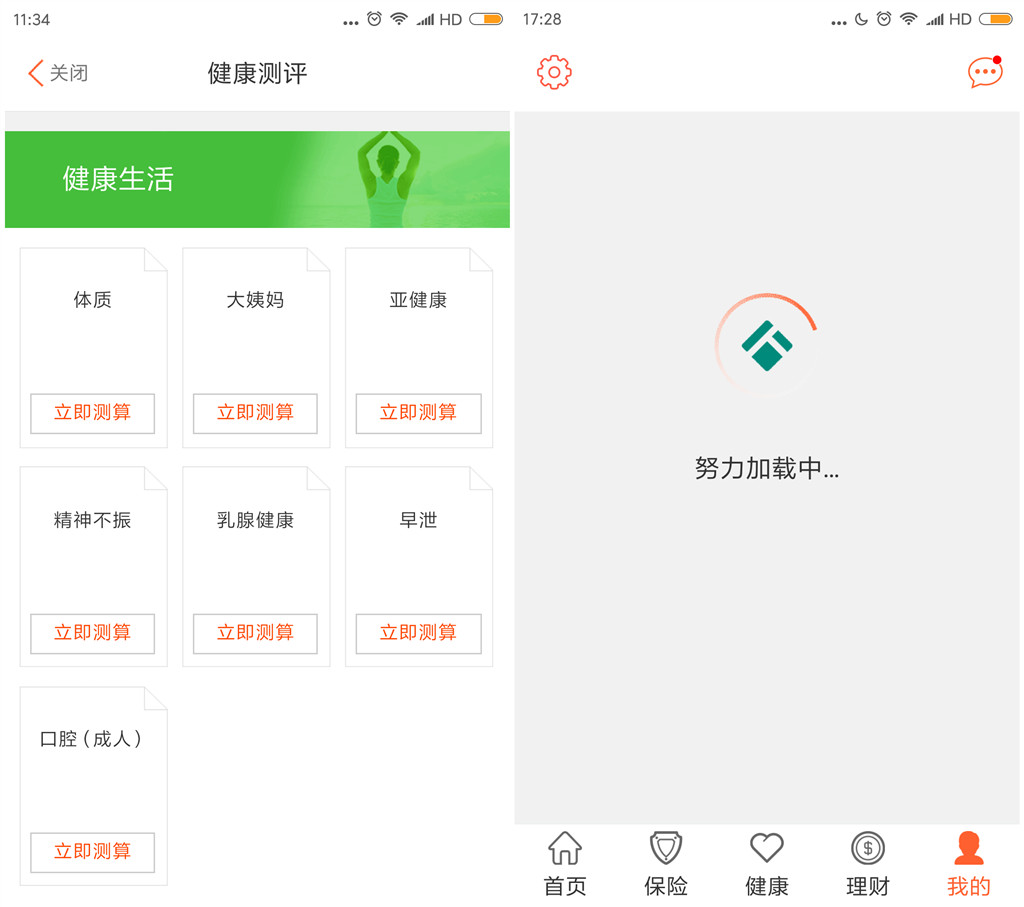 11:34
HD
关闭
健康测评
健康生活
体质
大姨妈
亚健康
立即测算
立即测算
立即测算
精神不振
乳腺健康
早泄
立即测算
立即测算
立即测算
口腔（成人）
立即测算
17:28
HD
努力加载中...
首页
保险
健康
理财
我的